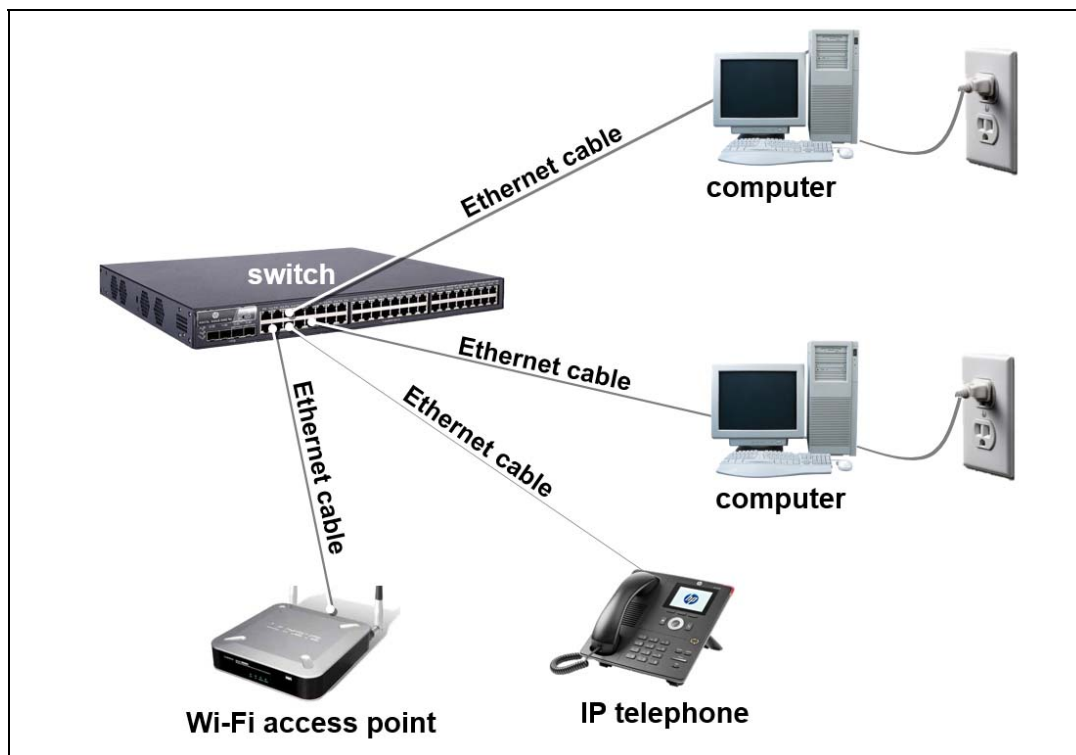 Ethernet cable
computer
switch
Ethernet cable
Ethernet cable
Ethernet cable
computer
Wi-Fi access point
IP telephone